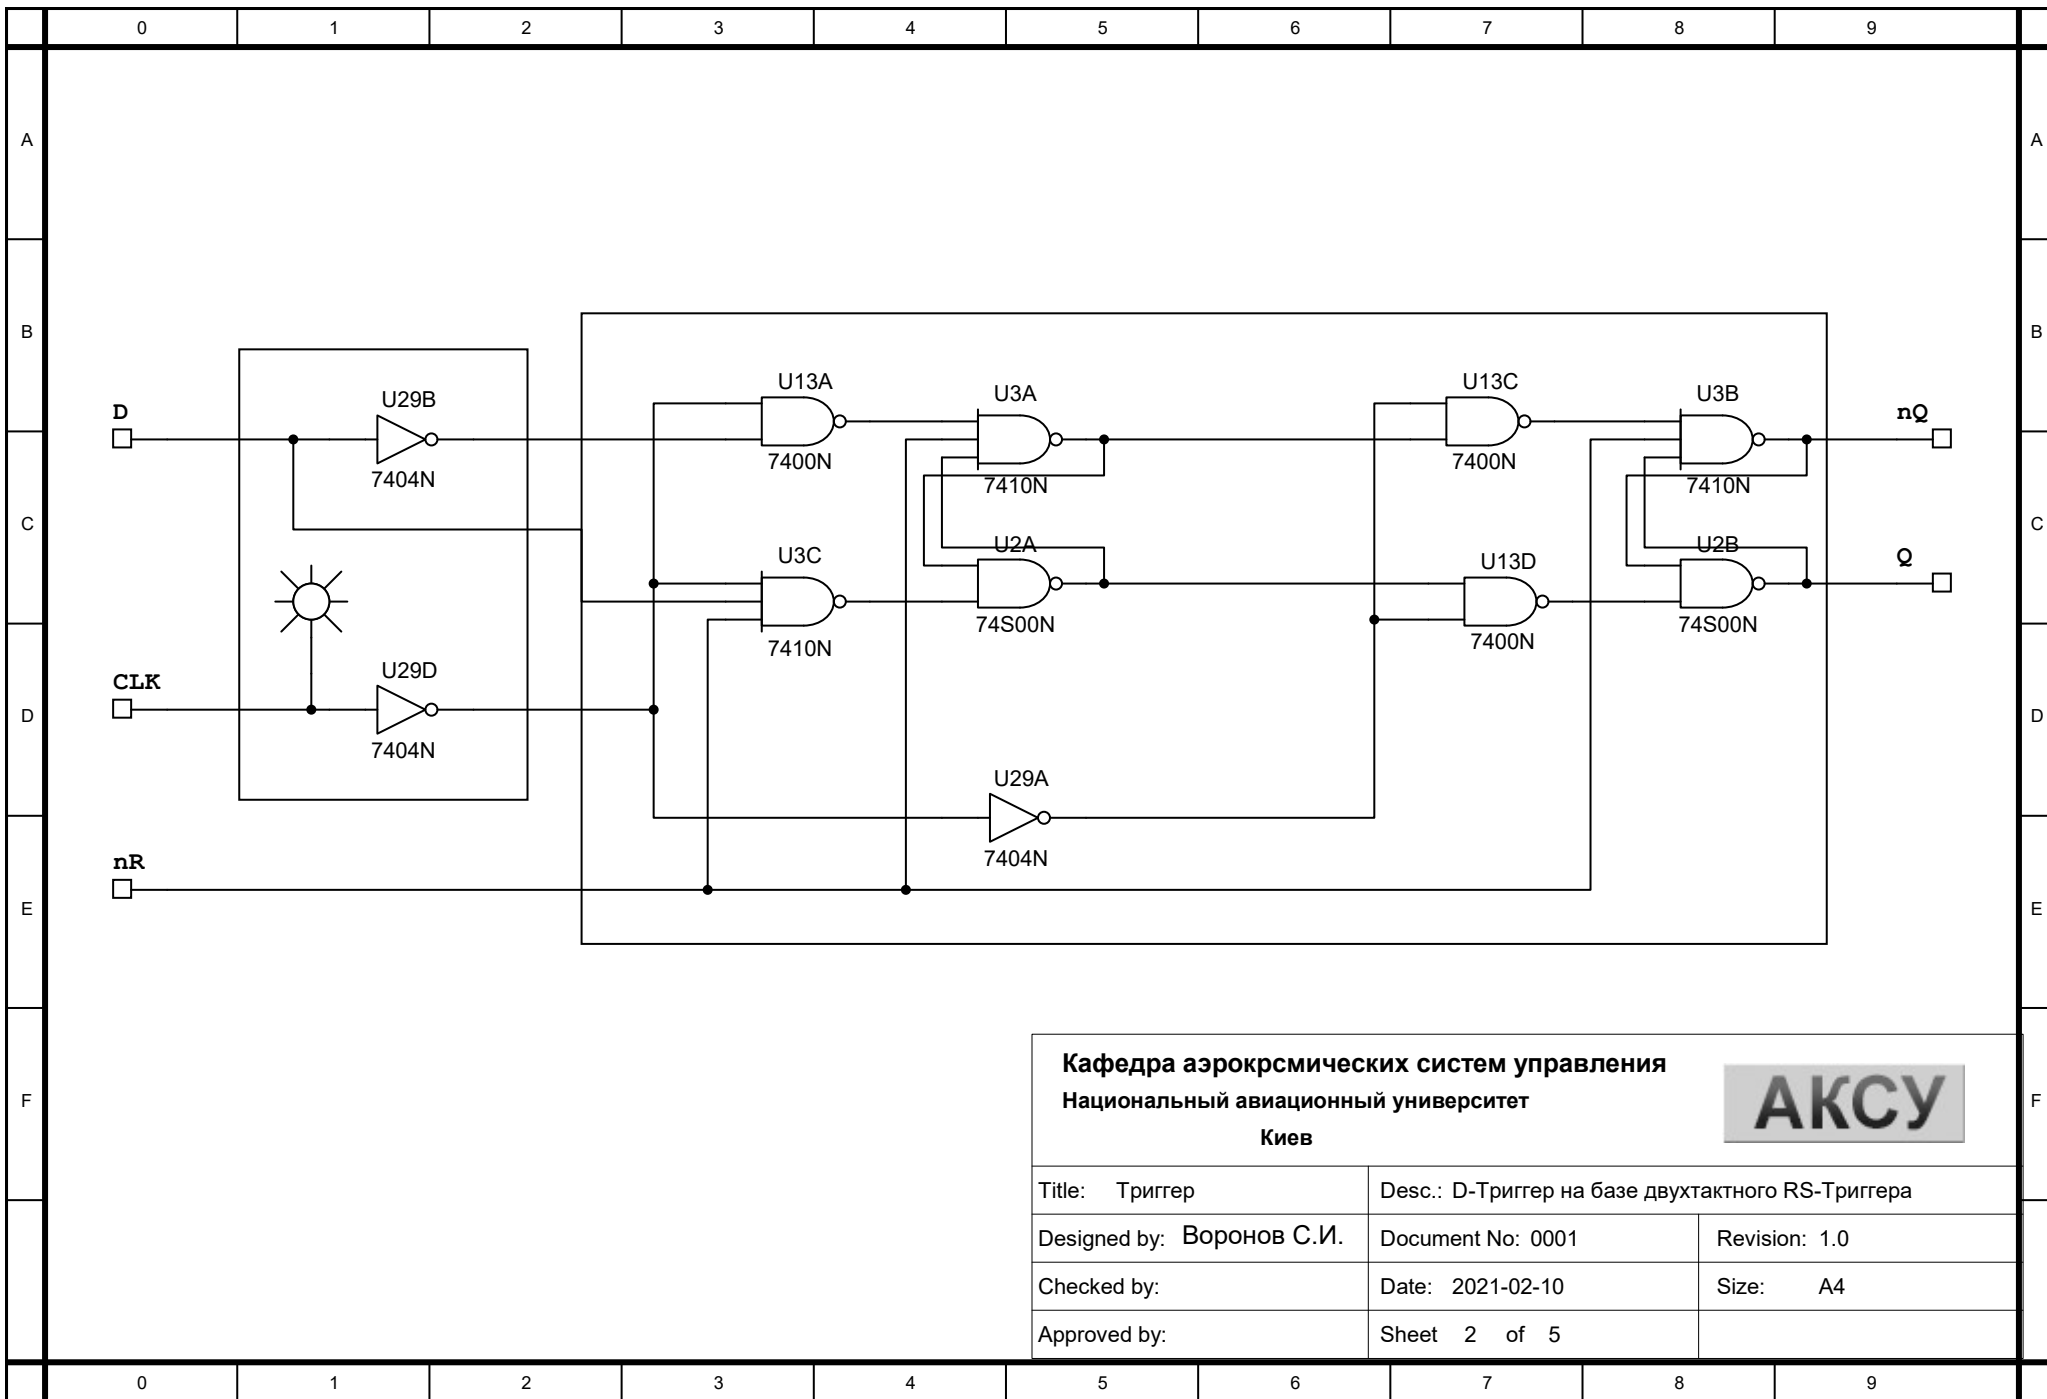 0 1 2 3 4 5 6 7 8 9
A A
B B
U13A U3A U13C U3B
U29B
D nQ
7404N 7400N 7410N 7400N 7410N
C C
U3C U2A U13D U2B Q
7410N 74S00N 7400N 74S00N
CLK U29D
D D
7404N
U29A
7404N
nR
E E
Кафедра аэрокрсмических систем управления
Национальный авиационный университет
Киев
АКСУ
F F
Title: Триггер Desc.: D-Триггер на базе двухтактного RS-Триггера
Designed by: Воронов С.И. Document No: 0001 Revision: 1.0
Checked by: Date: 2021-02-10 Size: A4
Approved by: Sheet 2 of 5
0 1 2 3 4 5 6 7 8 9